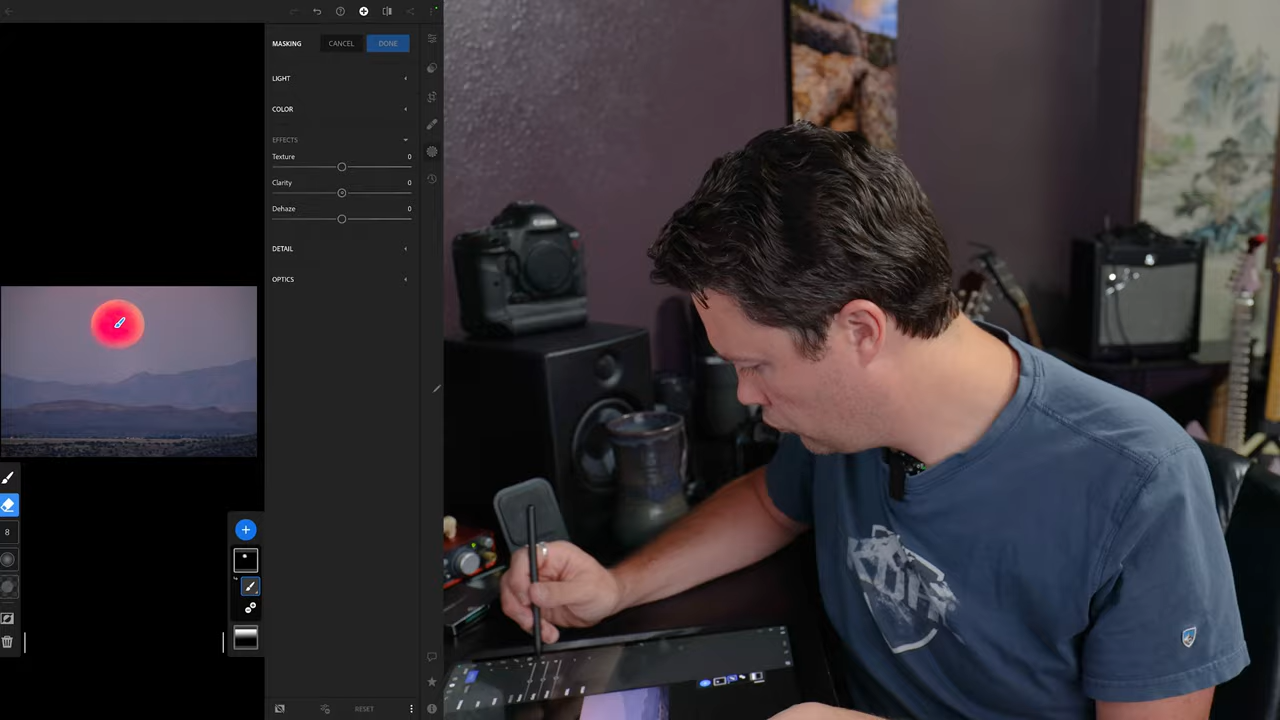 MASKING CANCEL DONE
LIGHT
COLOR
EFFECTS
Texture 0
Clarity 0
Dehaze 0
DETAIL
OPTICS
8
RESET